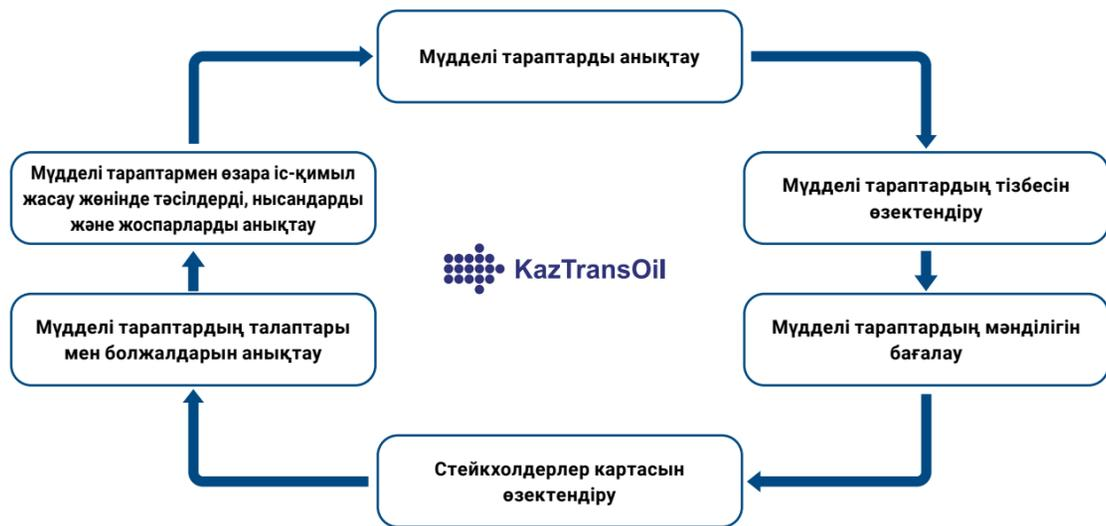 Мүдделі тараптарды анықтау
Мүдделі тараптармен өзара іс-қимыл
жасау жөнінде тәсілдерді, нысандарды
және жоспарларды анықтау
Мүдделі тараптардың тізбесін
өзектендіру
KazTransOil
Мүдделі тараптардың талаптары
мен болжалдарын анықтау
Мүдделі тараптардың мәнділігін
бағалау
Стейкхолдерлер картасын
өзектендіру